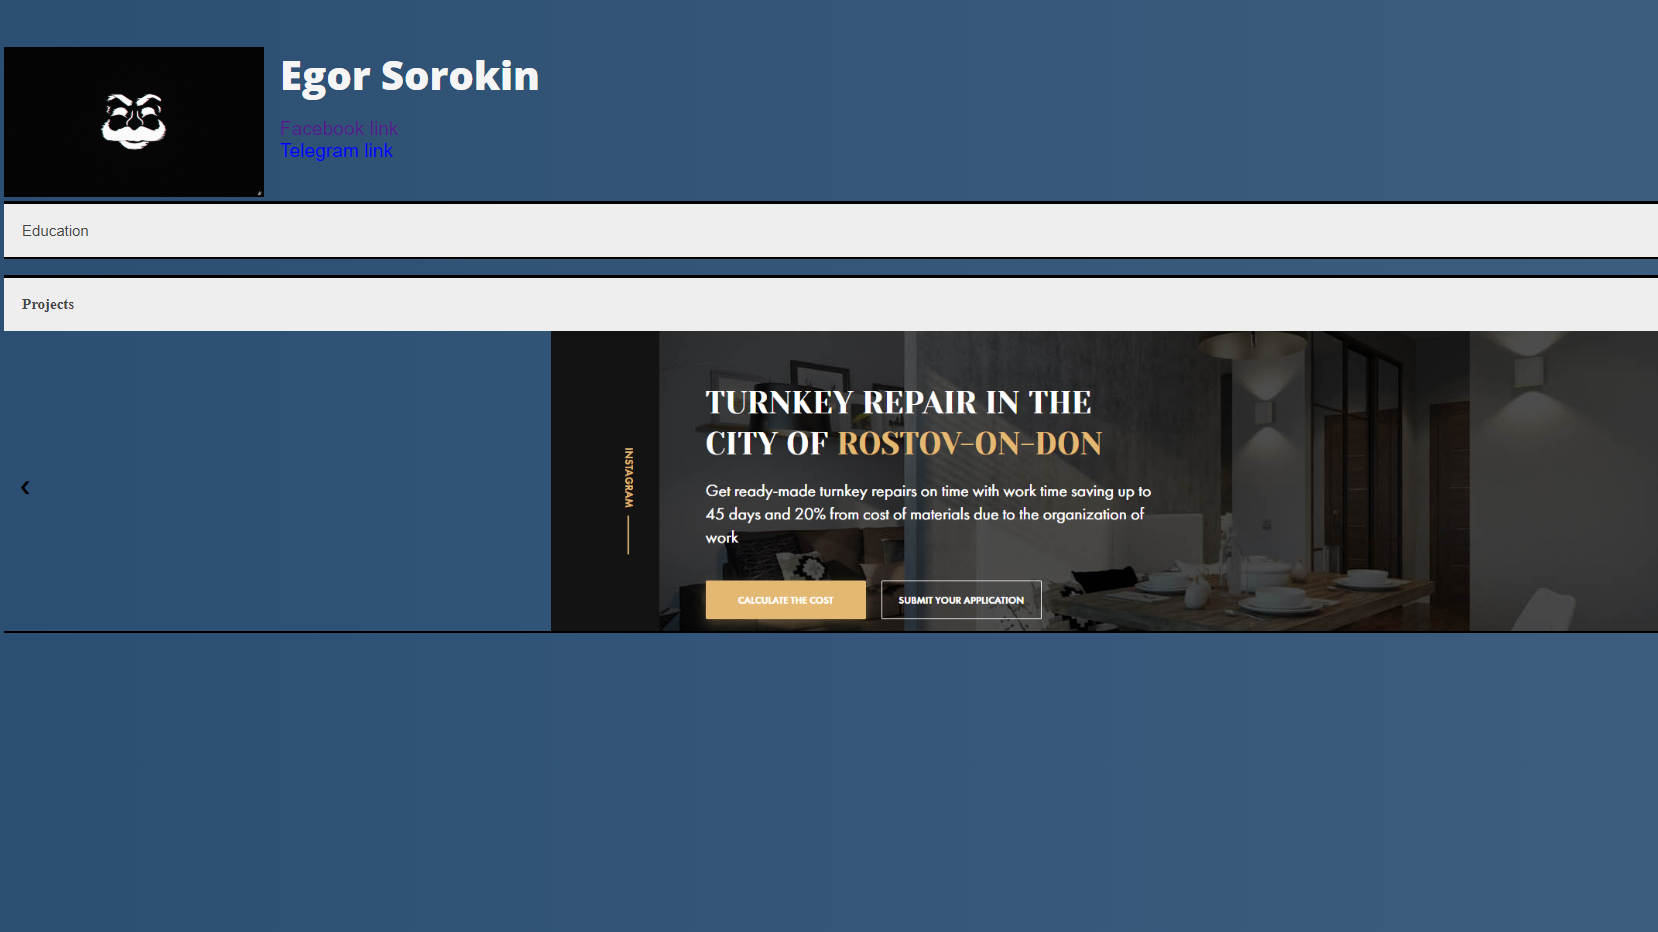 Egor Sorokin
Facebook link
Telegram link
Education
Projects
‹
INSTAGRAM
TURNKEY REPAIR IN THE
CITY OF ROSTOV-ON-DON
Get ready-made turnkey repairs on time with work time saving up to
45 days and 20% from cost of materials due to the organization of
work
CALCULATE THE COST
SUBMIT YOUR APPLICATION